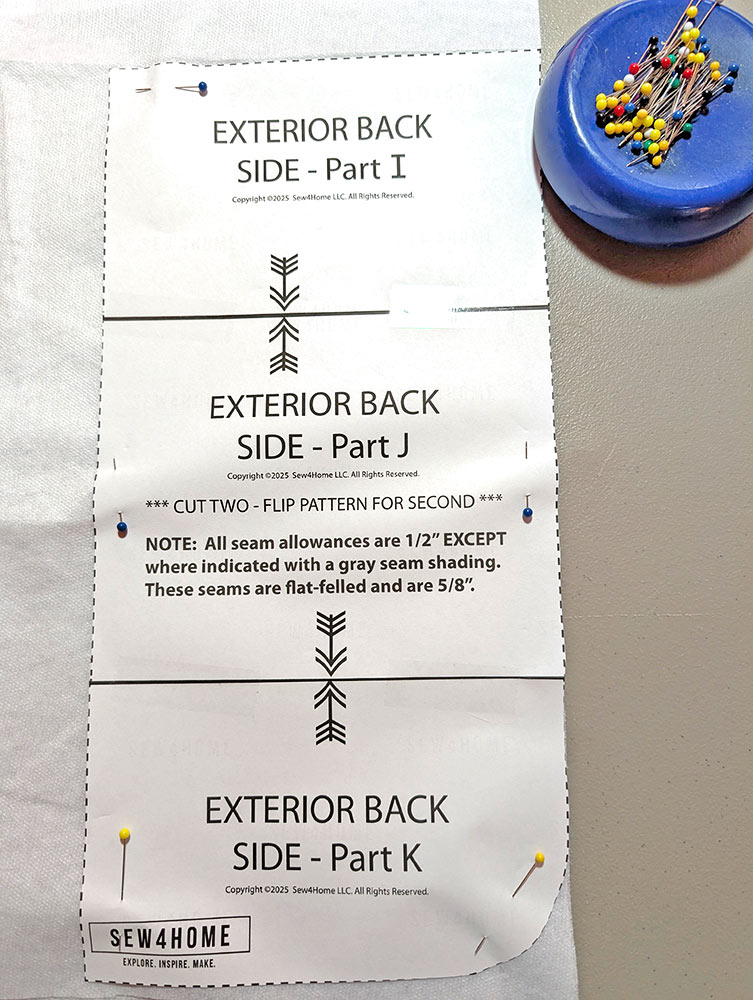 EXTERIOR BACK
SIDE - Part I
Copyright ©2025 Sew4Home LLC. All Rights Reserved.
EXTERIOR BACK
SIDE - Part J
Copyright ©2025 Sew4Home LLC. All Rights Reserved.
*** CUT TWO - FLIP PATTERN FOR SECOND ***
NOTE: All seam allowances are 1/2” EXCEPT
where indicated with a gray seam shading.
These seams are flat-felled and are 5/8”.
EXTERIOR BACK
SIDE - Part K
Copyright ©2025 Sew4Home LLC. All Rights Reserved.
SEW4HOME
EXPLORE. INSPIRE. MAKE.